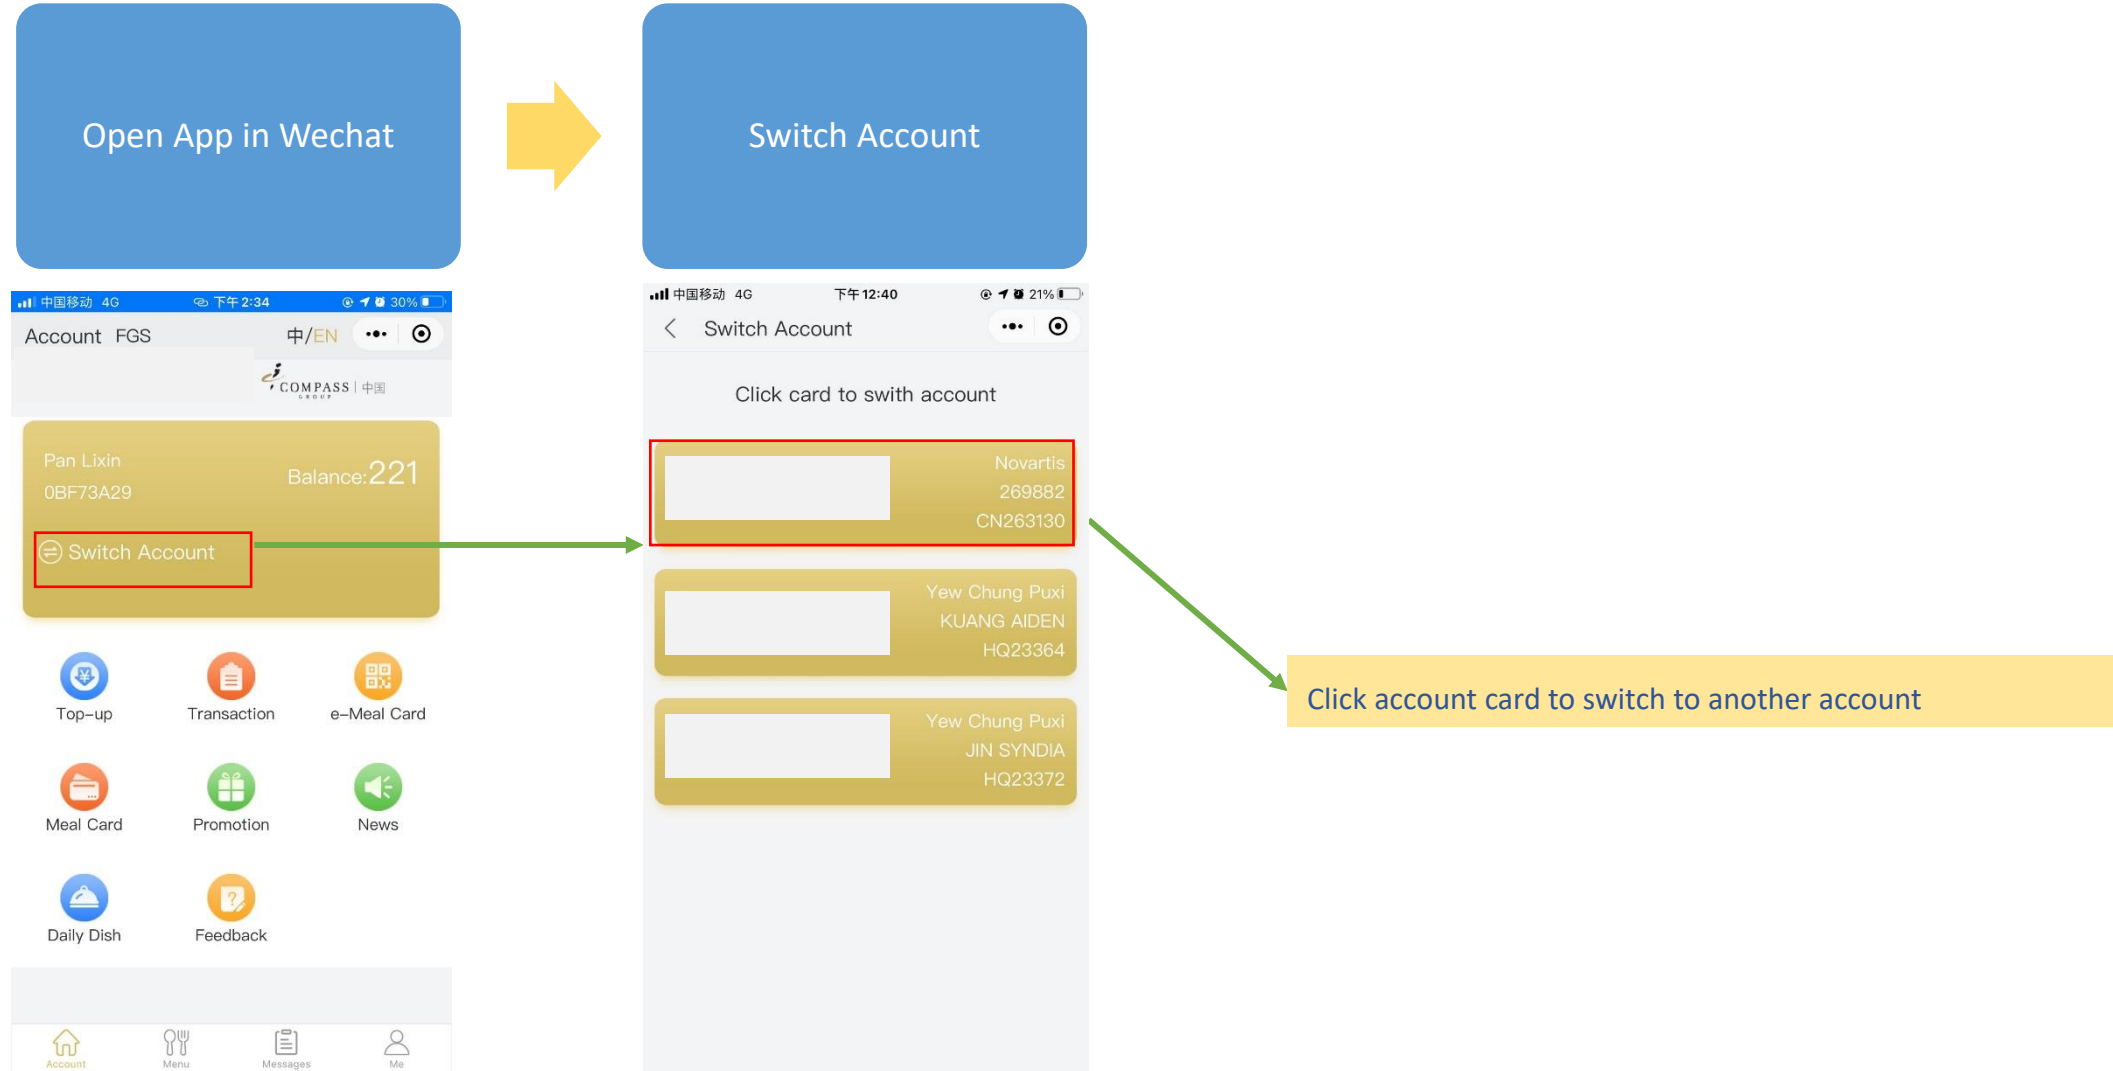 Open App in Wechat
Switch Account
中国移动 4G 下午2:34 30%
Account FGS 中/EN
COMPASS 中国
GROUP
Pan Lixin
0BF73A29
Balance:221
Switch Account
Top-up Transaction e-Meal Card
Meal Card Promotion News
Daily Dish Feedback
Account Menu Messages Me
中国移动 4G 下午12:40 21%
Switch Account
Click card to swith account
Novartis
269882
CN263130
Yew Chung Puxi
KUANG AIDEN
HQ23364
Yew Chung Puxi
JIN SYNDIA
HQ23372
Click account card to switch to another account